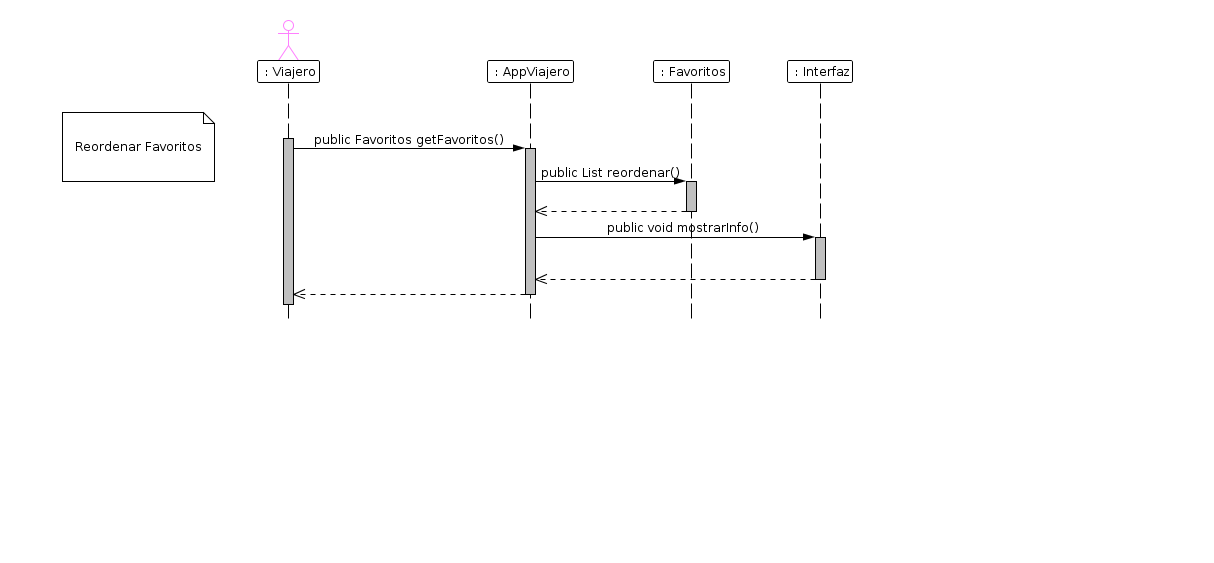 : Viajero
: AppViajero
: Favoritos
: Interfaz
Reordenar Favoritos
public Favoritos getFavoritos()
public List reordenar()
public void mostrarInfo()